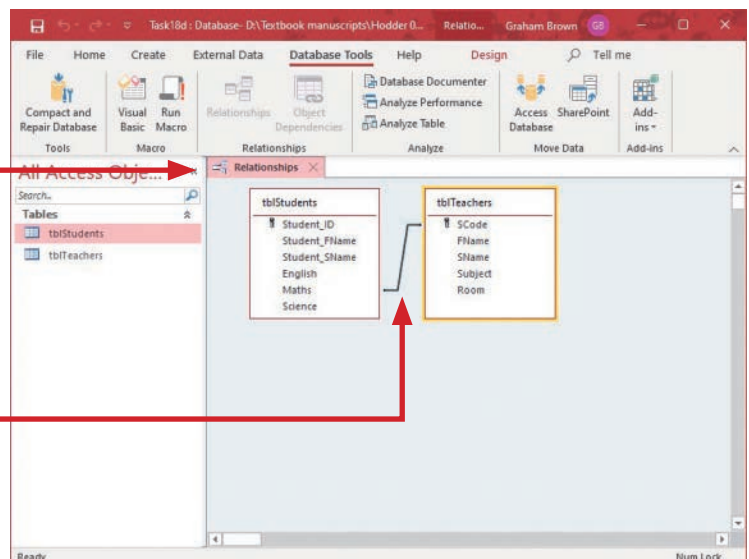 Task18d : Database- D:\Textbook manuscripts\Hodder 0... Relatio... Graham Brown GB
File Home Create External Data Database Tools Help Design Tell me
Compact and Repair Database
Visual Basic
Run Macro
Relationships
Object Dependencies
Database Documenter
Analyze Performance
Analyze Table
Access Database
SharePoint
Add-ins
Tools Macro Relationships Analyze Move Data Add-ins
All Access Obje...
Search..
Tables
tblStudents
tblTeachers
Relationships
tblStudents
Student_ID
Student_FName
Student_SName
English
Maths
Science
tblTeachers
SCode
FName
SName
Subject
Room
Ready Num Lock